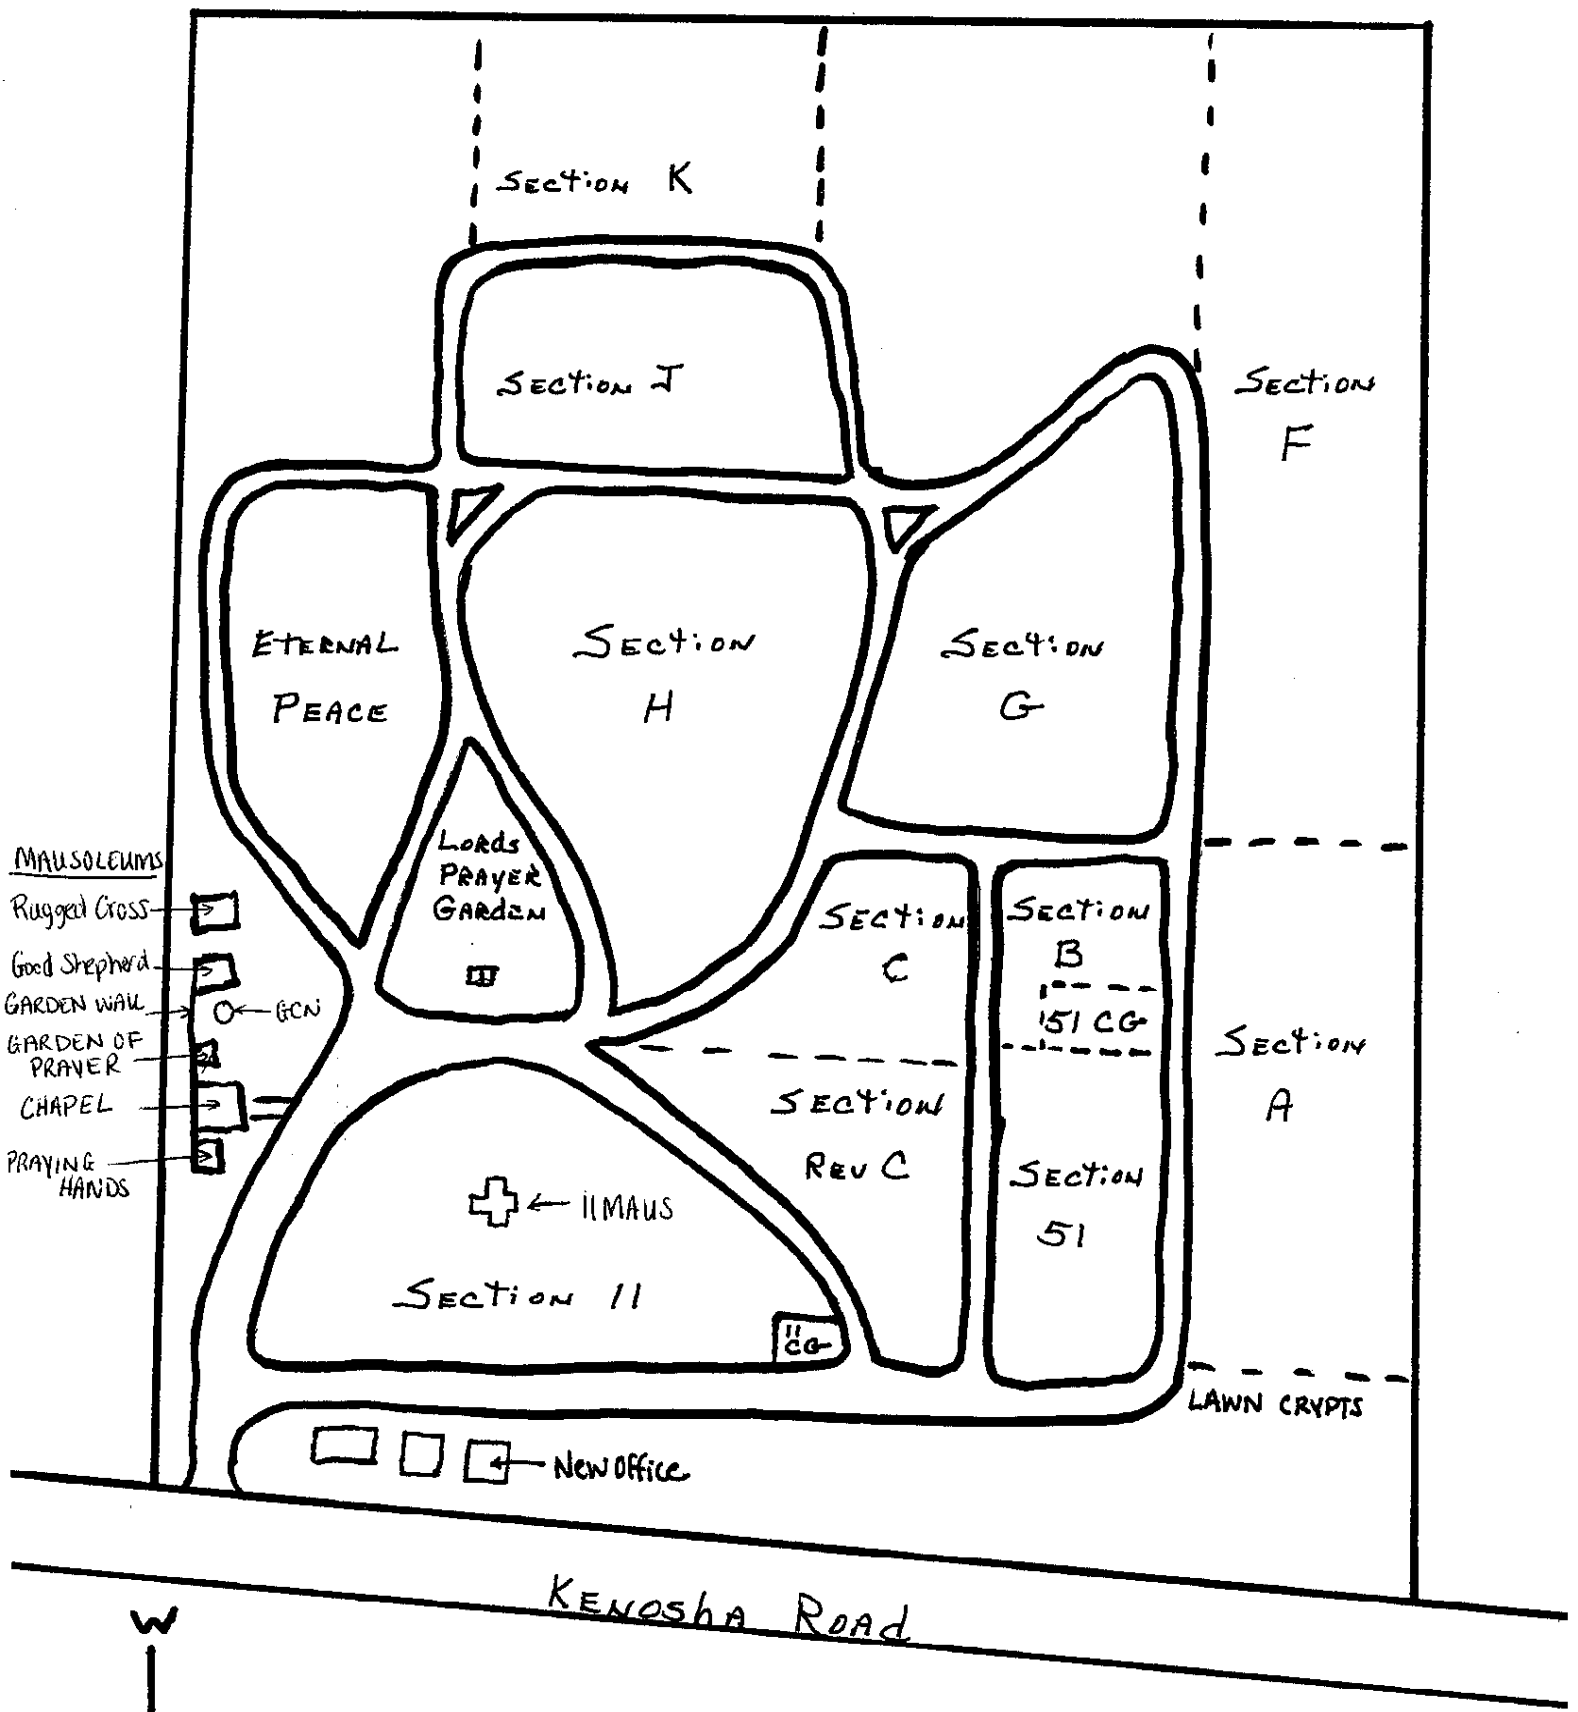 Section K
Section J
Section
F
Eternal
Peace
Section
H
Section
G
Lords
Prayer
Garden
MAUSOLEUMS
Rugged Cross
Good Shepherd
GARDEN WALL
GCN
GARDEN OF
PRAYER
CHAPEL
PRAYING
HANDS
Section
C
Section
B
51 CG
Section
A
Section
Rev C
Section
51
11 MAUS
Section 11
11
CG
LAWN CRYPTS
New Office
Kenosha Road
W